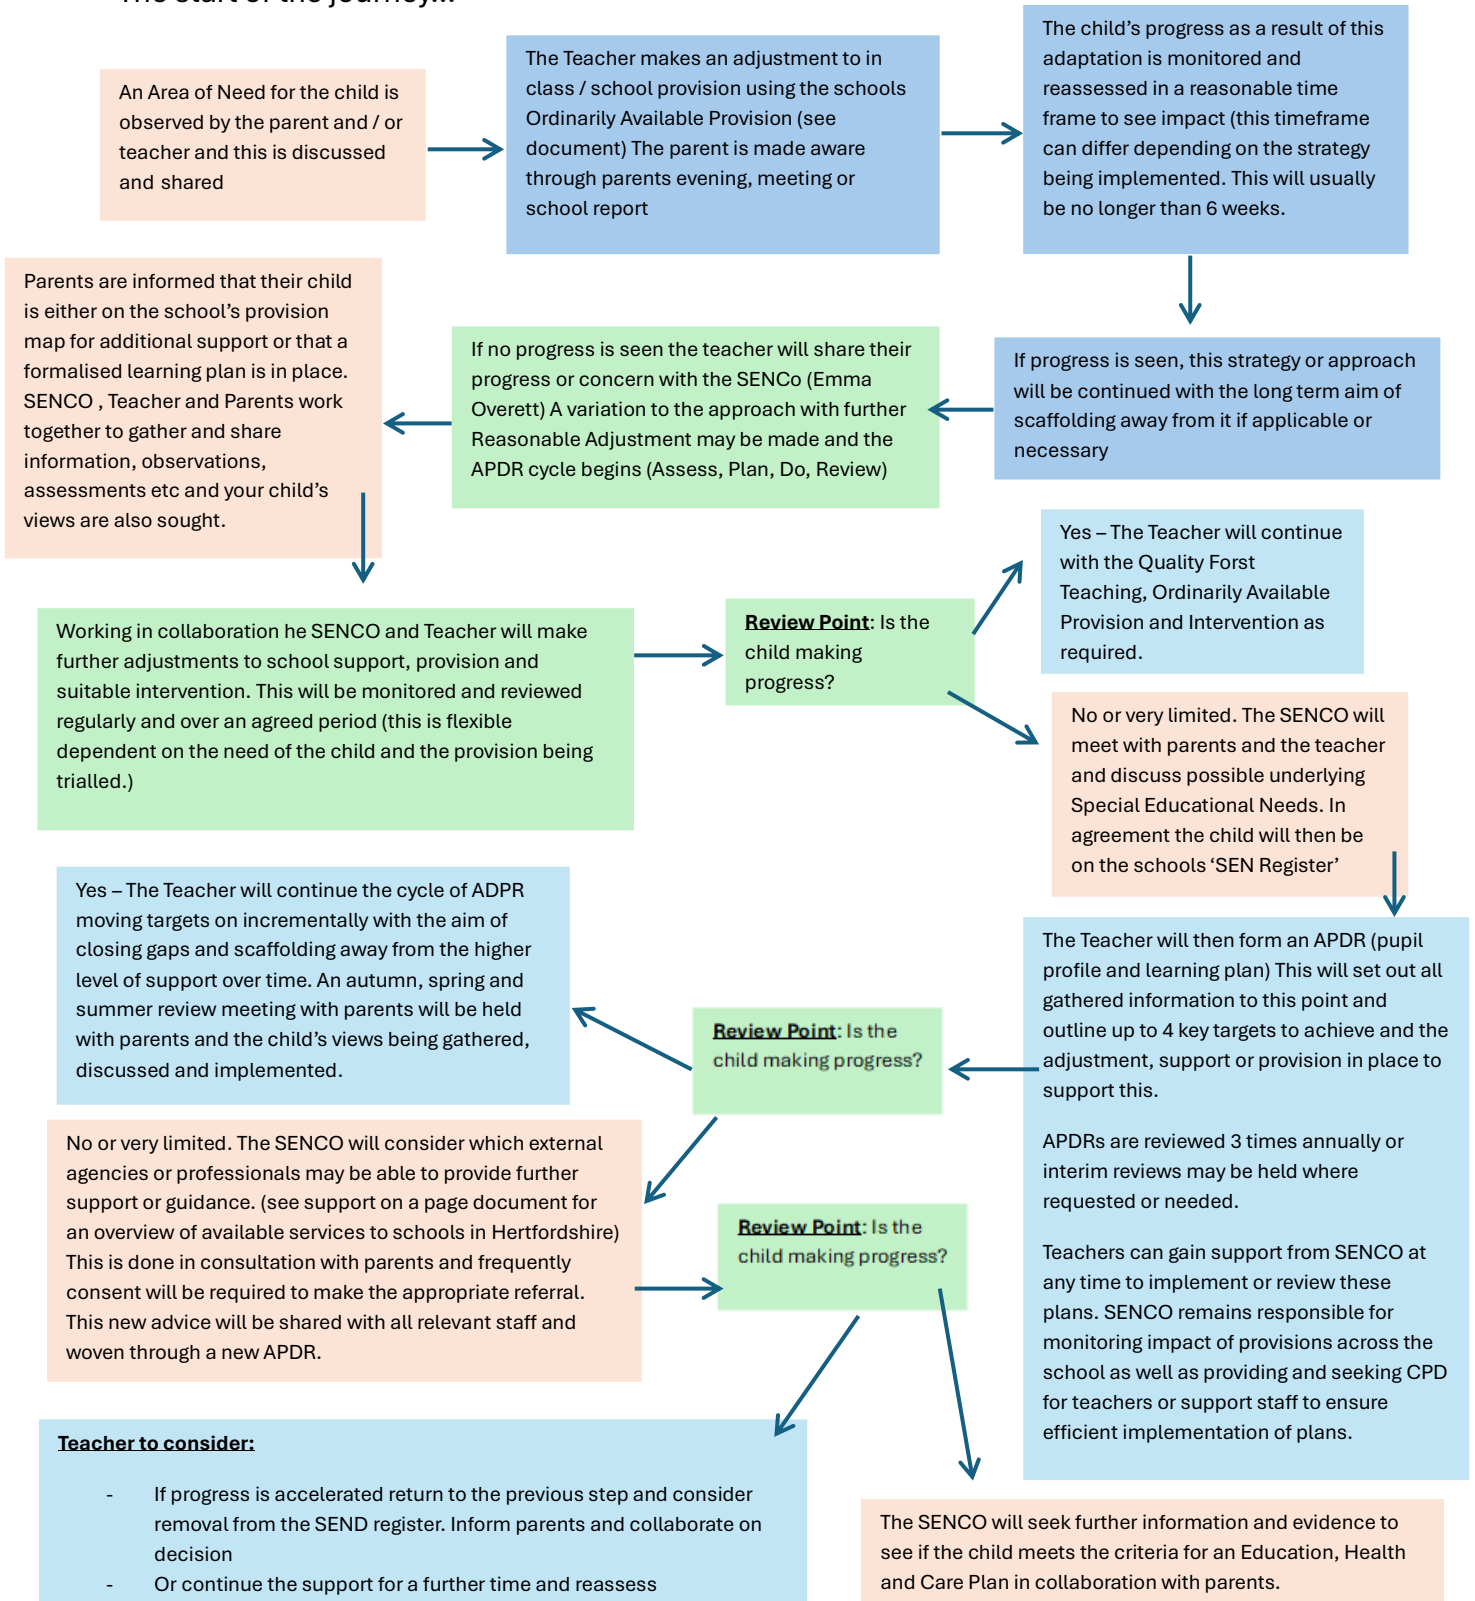 The start of the journey...
An Area of Need for the child is
observed by the parent and / or
teacher and this is discussed
and shared
The Teacher makes an adjustment to in
class / school provision using the schools
Ordinarily Available Provision (see
document) The parent is made aware
through parents evening, meeting or
school report
The child’s progress as a result of this
adaptation is monitored and
reassessed in a reasonable time
frame to see impact (this timeframe
can differ depending on the strategy
being implemented. This will usually
be no longer than 6 weeks.
If progress is seen, this strategy or approach
will be continued with the long term aim of
scaffolding away from it if applicable or
necessary
If no progress is seen the teacher will share their
progress or concern with the SENCo (Emma
Overett) A variation to the approach with further
Reasonable Adjustment may be made and the
APDR cycle begins (Assess, Plan, Do, Review)
Parents are informed that their child
is either on the school’s provision
map for additional support or that a
formalised learning plan is in place.
SENCO , Teacher and Parents work
together to gather and share
information, observations,
assessments etc and your child’s
views are also sought.
Working in collaboration he SENCO and Teacher will make
further adjustments to school support, provision and
suitable intervention. This will be monitored and reviewed
regularly and over an agreed period (this is flexible
dependent on the need of the child and the provision being
trialled.)
Review Point: Is the
child making
progress?
Yes – The Teacher will continue
with the Quality Forst
Teaching, Ordinarily Available
Provision and Intervention as
required.
No or very limited. The SENCO will
meet with parents and the teacher
and discuss possible underlying
Special Educational Needs. In
agreement the child will then be
on the schools ‘SEN Register’
The Teacher will then form an APDR (pupil
profile and learning plan) This will set out all
gathered information to this point and
outline up to 4 key targets to achieve and the
adjustment, support or provision in place to
support this.
APDRs are reviewed 3 times annually or
interim reviews may be held where
requested or needed.
Teachers can gain support from SENCO at
any time to implement or review these
plans. SENCO remains responsible for
monitoring impact of provisions across the
school as well as providing and seeking CPD
for teachers or support staff to ensure
efficient implementation of plans.
Review Point: Is the
child making progress?
Yes – The Teacher will continue the cycle of ADPR
moving targets on incrementally with the aim of
closing gaps and scaffolding away from the higher
level of support over time. An autumn, spring and
summer review meeting with parents will be held
with parents and the child’s views being gathered,
discussed and implemented.
No or very limited. The SENCO will consider which external
agencies or professionals may be able to provide further
support or guidance. (see support on a page document for
an overview of available services to schools in Hertfordshire)
This is done in consultation with parents and frequently
consent will be required to make the appropriate referral.
This new advice will be shared with all relevant staff and
woven through a new APDR.
Review Point: Is the
child making progress?
Teacher to consider:
- If progress is accelerated return to the previous step and consider
removal from the SEND register. Inform parents and collaborate on
decision
- Or continue the support for a further time and reassess
The SENCO will seek further information and evidence to
see if the child meets the criteria for an Education, Health
and Care Plan in collaboration with parents.